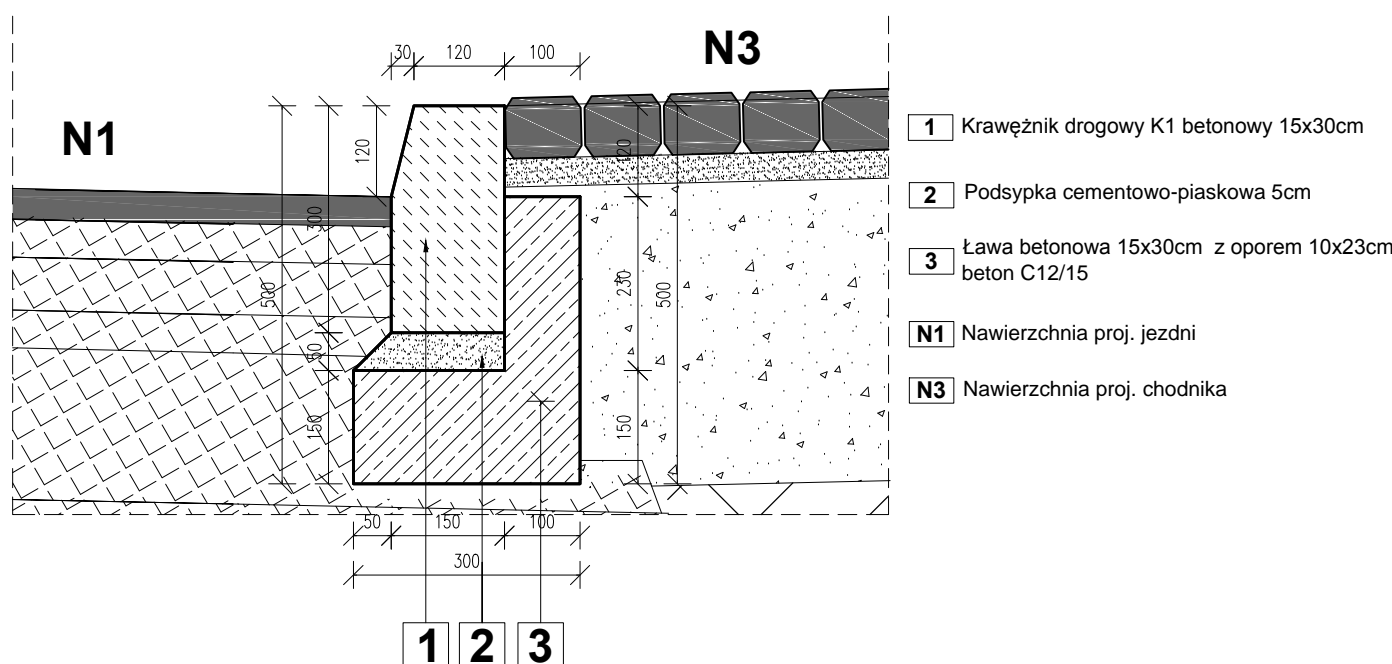 30 120 100
N3
N1
120
300
500
50
150
120
230
500
150
50 150 100
300
1 2 3
1 Krawężnik drogowy K1 betonowy 15x30cm
2 Podsypka cementowo-piaskowa 5cm
3 Ława betonowa 15x30cm z oporem 10x23cm
beton C12/15
N1 Nawierzchnia proj. jezdni
N3 Nawierzchnia proj. chodnika